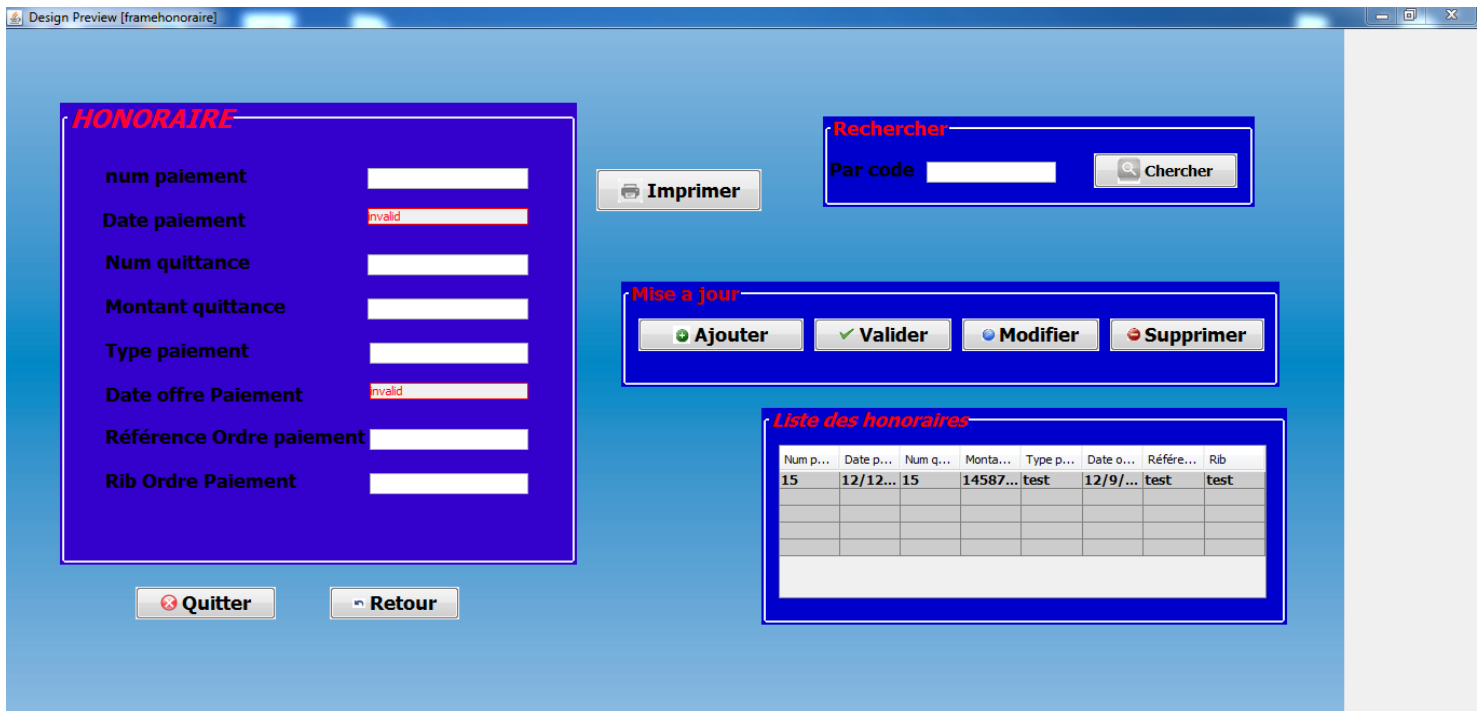 Design Preview [framehonoraire]
HONORAIRE
num paiement
Date paiement
invalid
Num quittance
Montant quittance
Type paiement
Date offre Paiement
invalid
Référence Ordre paiement
Rib Ordre Paiement
Quitter
Retour
Imprimer
Rechercher
Par code
Chercher
Mise a jour
Ajouter
Valider
Modifier
Supprimer
Liste des honoraires
Num p... Date p... Num q... Monta... Type p... Date o... Référe... Rib
15 12/12... 15 14587... test 12/9/... test test